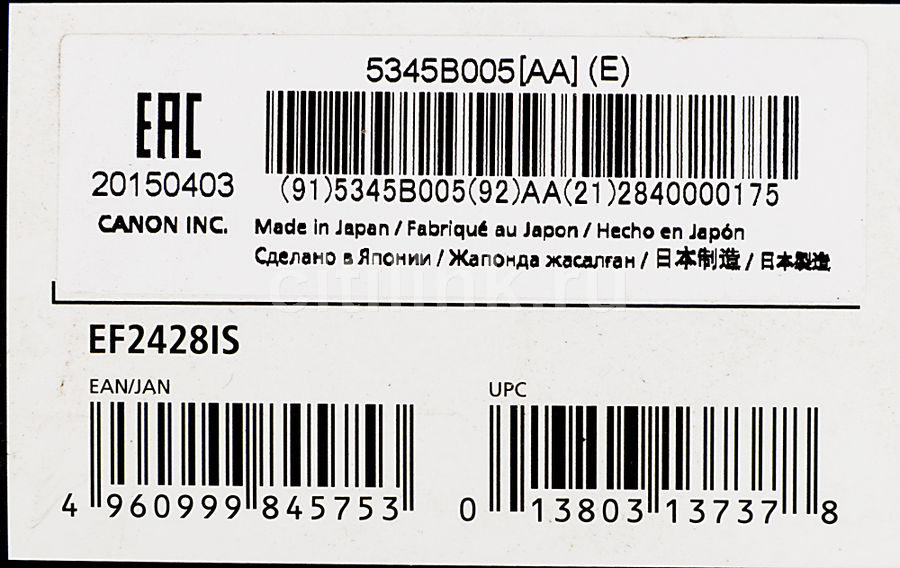 5345B005[AA] (E)
EAC
20150403
(91)5345B005(92)AA(21)2840000175
CANON INC.
Made in Japan / Fabriqué au Japon / Hecho en Japón
Сделано в Японии / Жапонда жасалған / 日本制造 / 日本製造
citilink.ru
EF2428IS
EAN/JAN
4 960999 845753
UPC
0 13803 13737 8